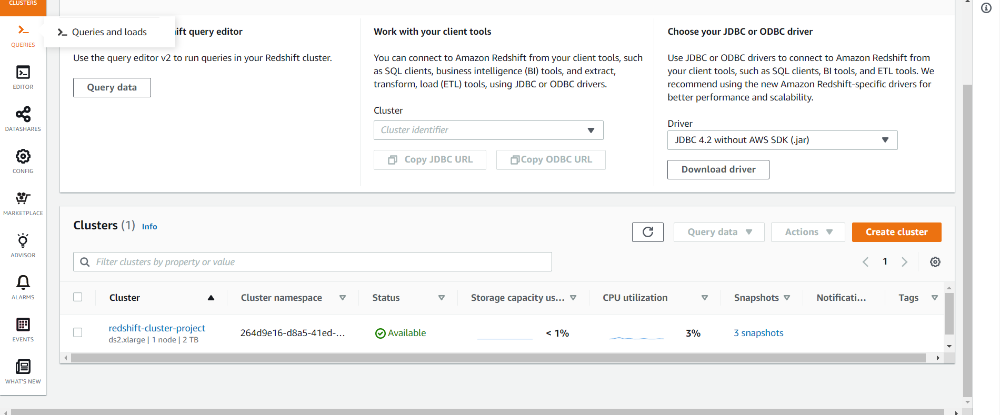 CLUSTERS
QUERIES
Queries and loads
EDITOR
DATASHARES
CONFIG
MARKETPLACE
ADVISOR
ALARMS
EVENTS
WHAT'S NEW
ift query editor
Use the query editor v2 to run queries in your Redshift cluster.
Query data
Work with your client tools
You can connect to Amazon Redshift from your client tools, such
as SQL clients, business intelligence (BI) tools, and extract,
transform, load (ETL) tools, using JDBC or ODBC drivers.
Cluster
Cluster identifier
Copy JDBC URL
Copy ODBC URL
Choose your JDBC or ODBC driver
Use JDBC or ODBC drivers to connect to Amazon Redshift from
your client tools, such as SQL clients, BI tools, and ETL tools. We
recommend using the new Amazon Redshift-specific drivers for
better performance and scalability.
Driver
JDBC 4.2 without AWS SDK (.jar)
Download driver
Clusters (1) Info
Query data
Actions
Create cluster
Filter clusters by property or value
1
Cluster Cluster namespace Status Storage capacity us... CPU utilization Snapshots Notificati... Tags
redshift-cluster-project 264d9e16-d8a5-41ed-... Available < 1% 3% 3 snapshots
ds2.xlarge | 1 node | 2 TB